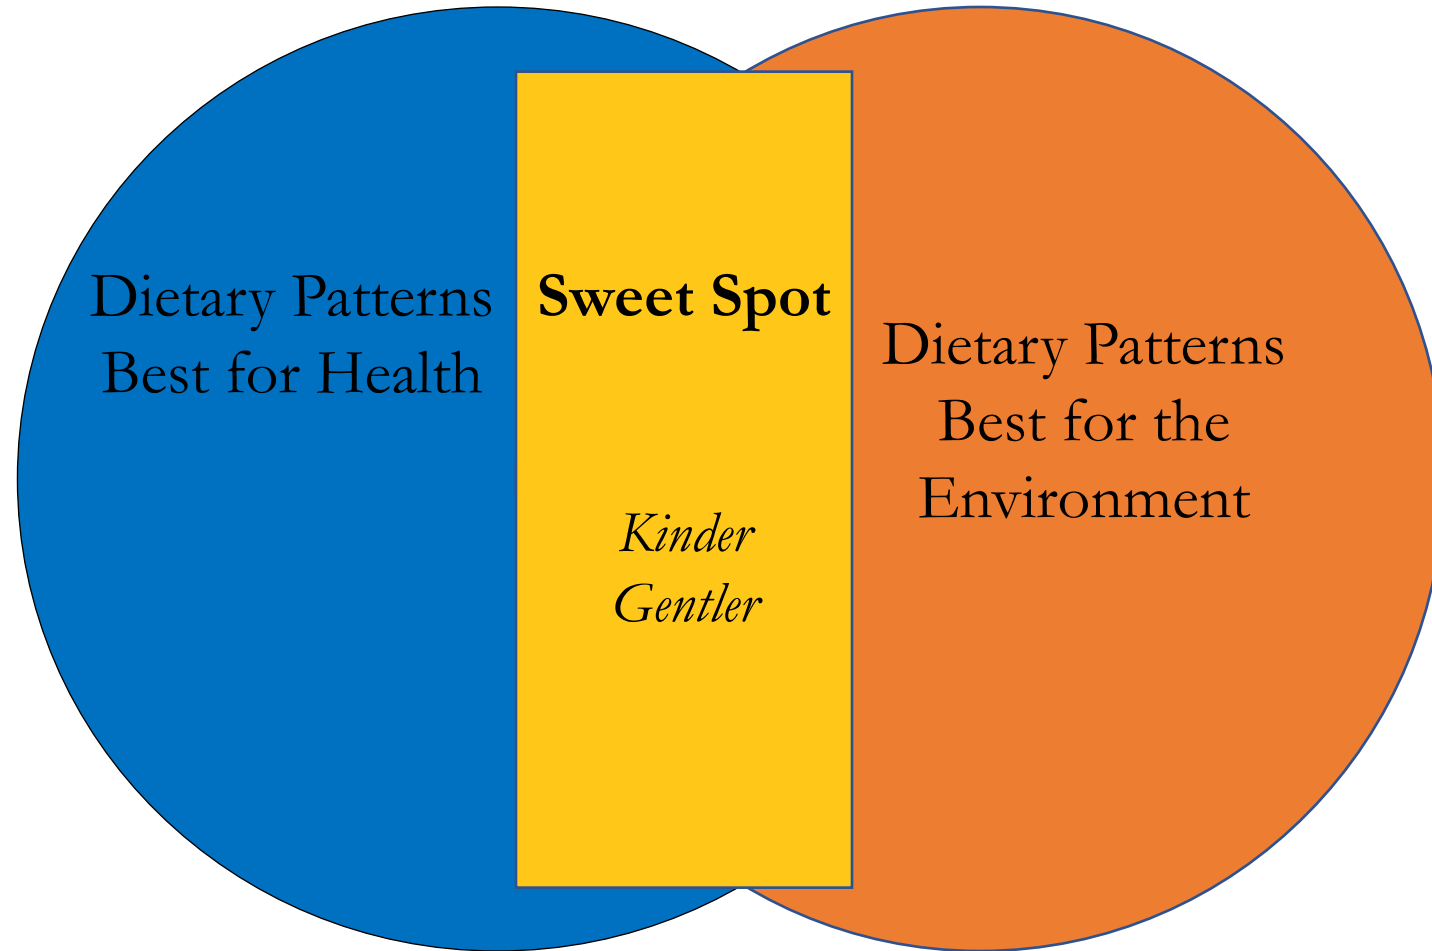 Dietary Patterns
Best for Health
Sweet Spot
Kinder
Gentler
Dietary Patterns
Best for the
Environment